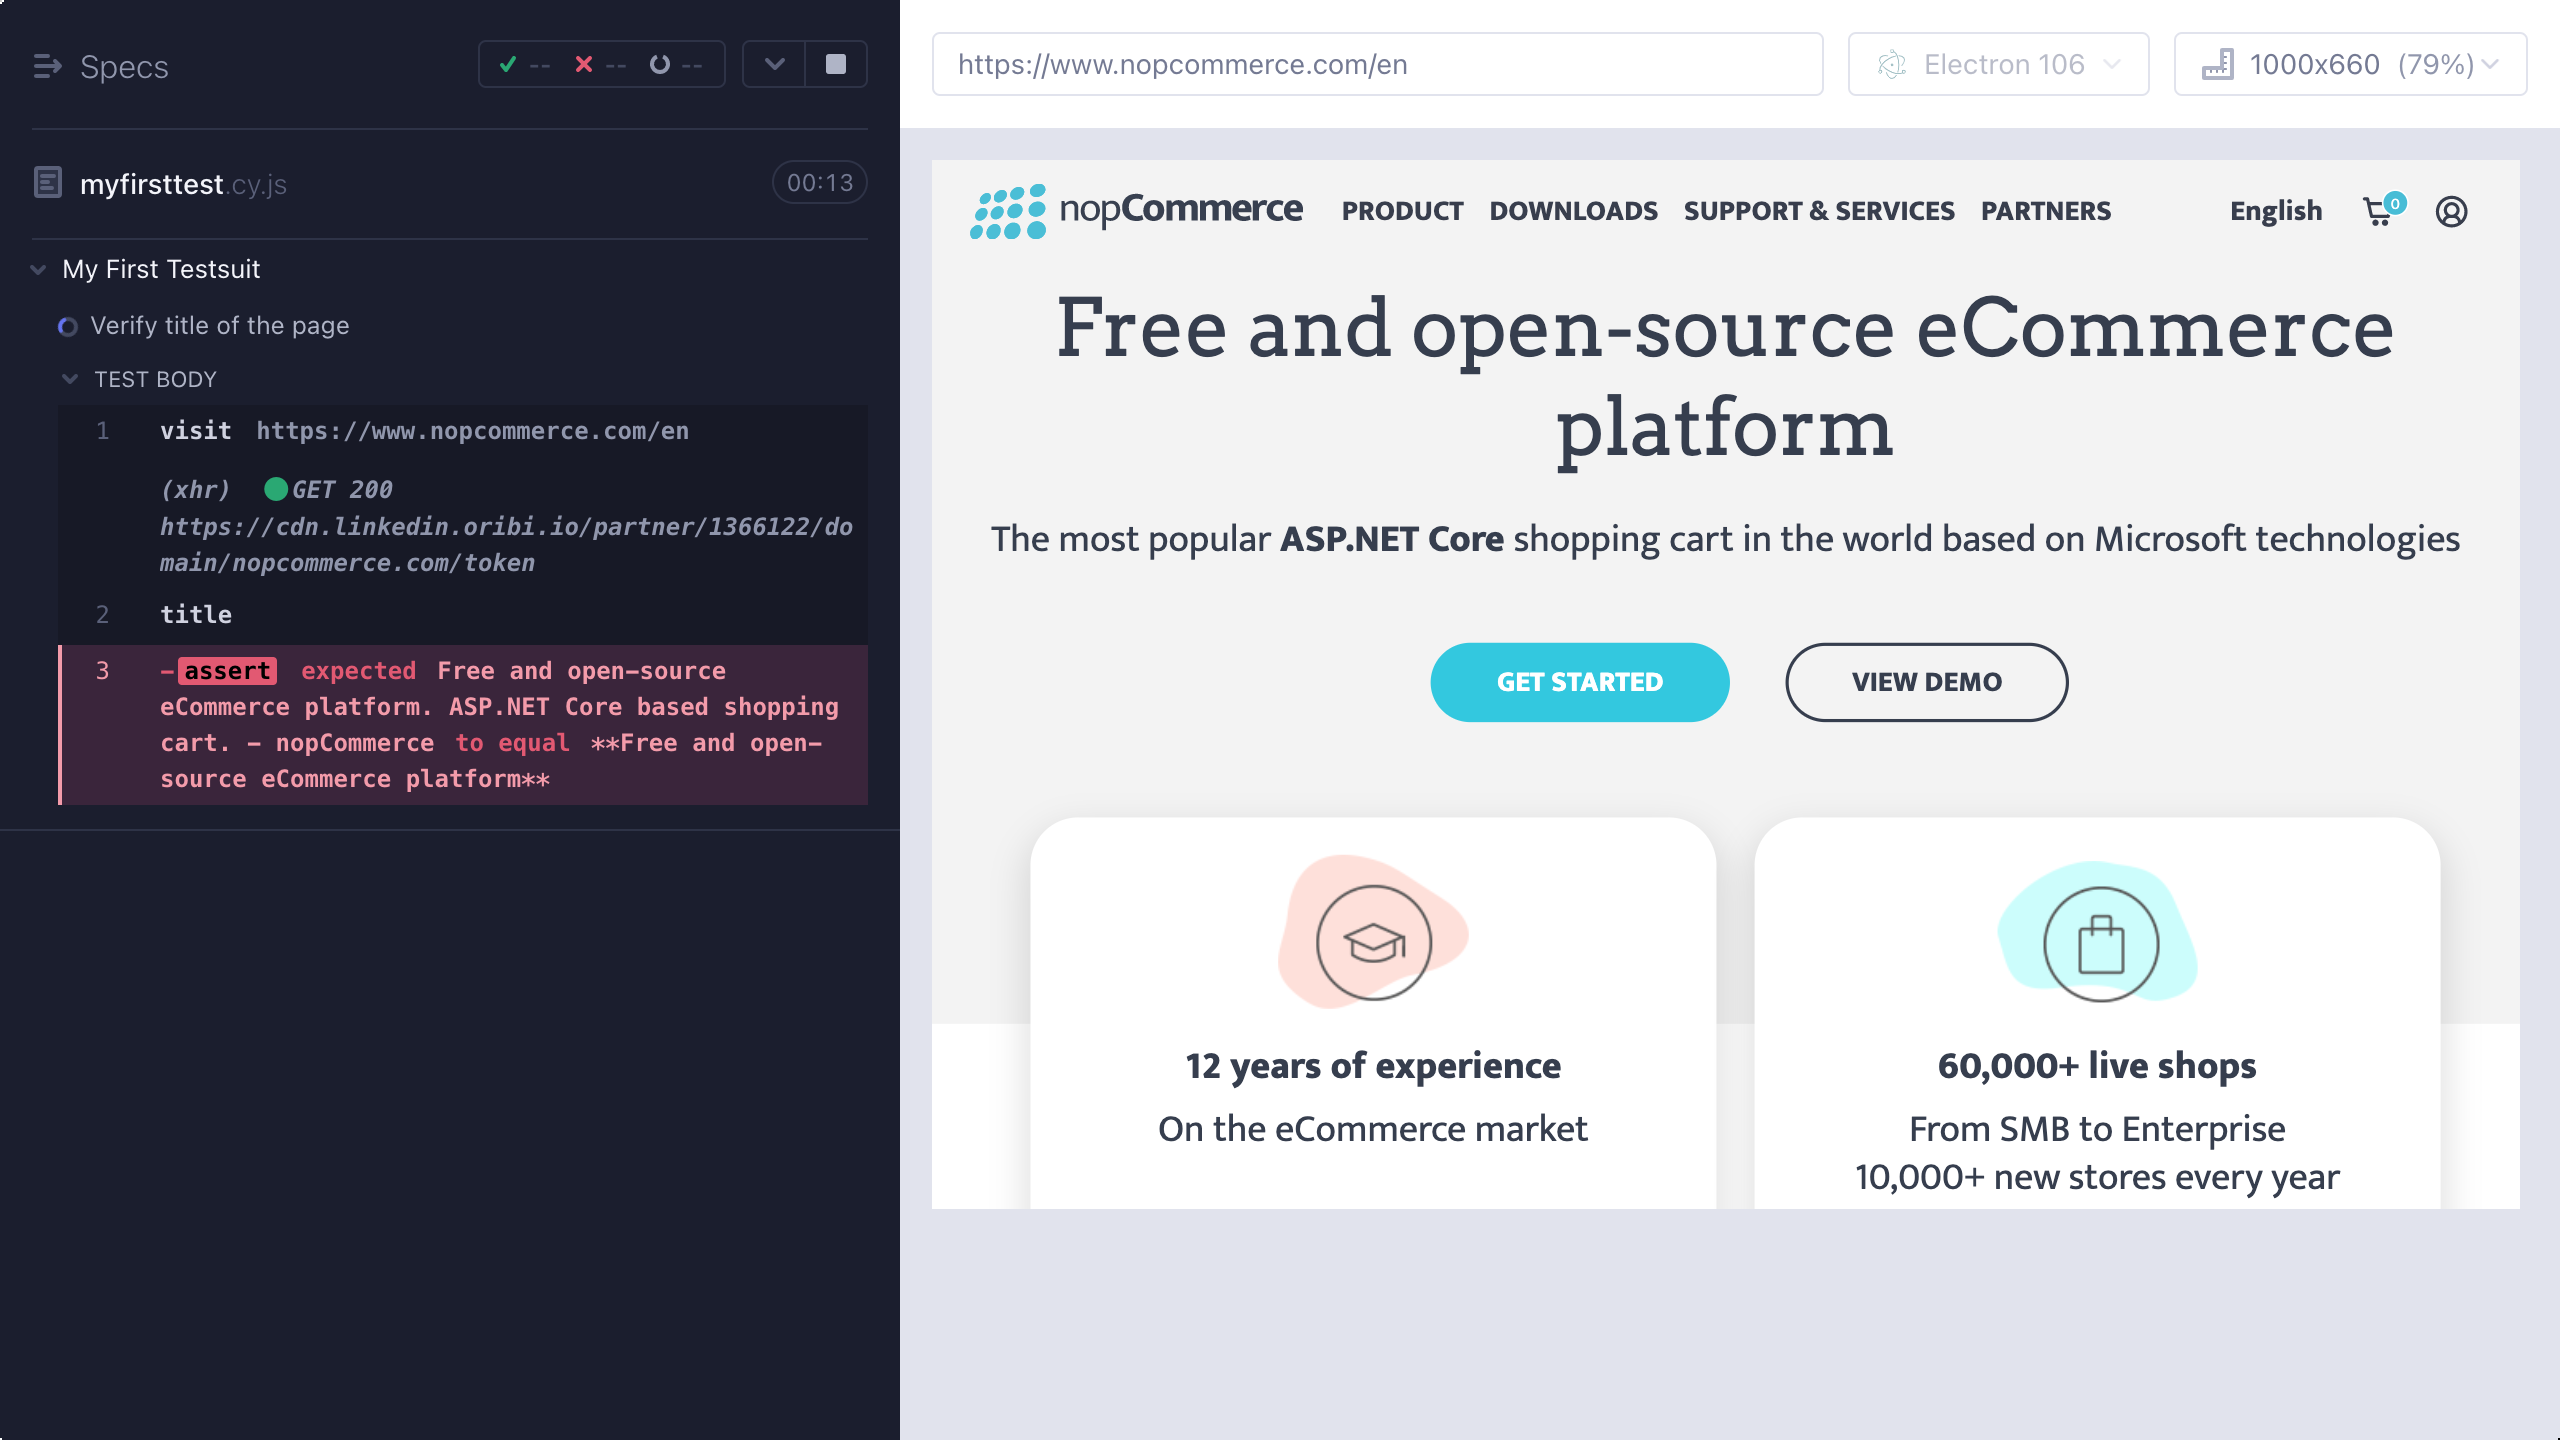 Specs
-- -- --
myfirsttest.cy.js
00:13
My First Testsuit
Verify title of the page
TEST BODY
1 visit https://www.nopcommerce.com/en
(xhr) GET 200
https://cdn.linkedin.oribi.io/partner/1366122/do
main/nopcommerce.com/token
2 title
3 -assert expected Free and open-source
eCommerce platform. ASP.NET Core based shopping
cart. - nopCommerce to equal **Free and open-
source eCommerce platform**
https://www.nopcommerce.com/en
Electron 106
1000x660 (79%)
nopCommerce PRODUCT DOWNLOADS SUPPORT & SERVICES PARTNERS English 0
Free and open-source eCommerce
platform
The most popular ASP.NET Core shopping cart in the world based on Microsoft technologies
GET STARTED
VIEW DEMO
12 years of experience
On the eCommerce market
60,000+ live shops
From SMB to Enterprise
10,000+ new stores every year